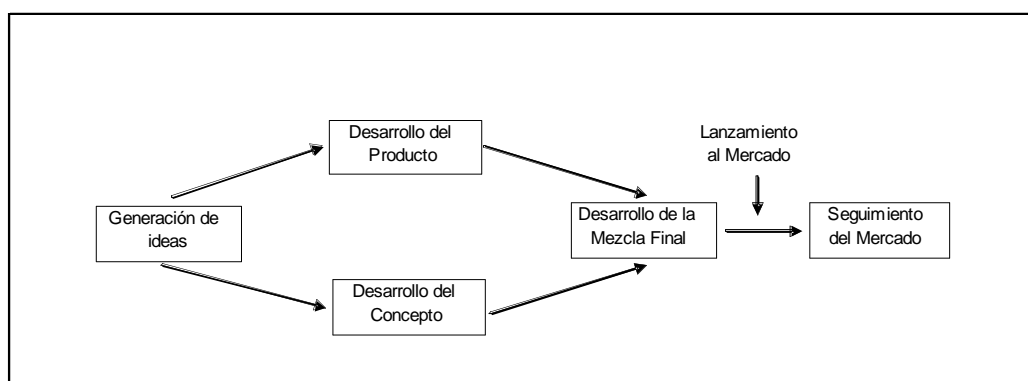 Desarrollo del
Producto
Lanzamiento
al Mercado
Generación de
ideas
Desarrollo de la
Mezcla Final
Seguimiento
del Mercado
Desarrollo del
Concepto